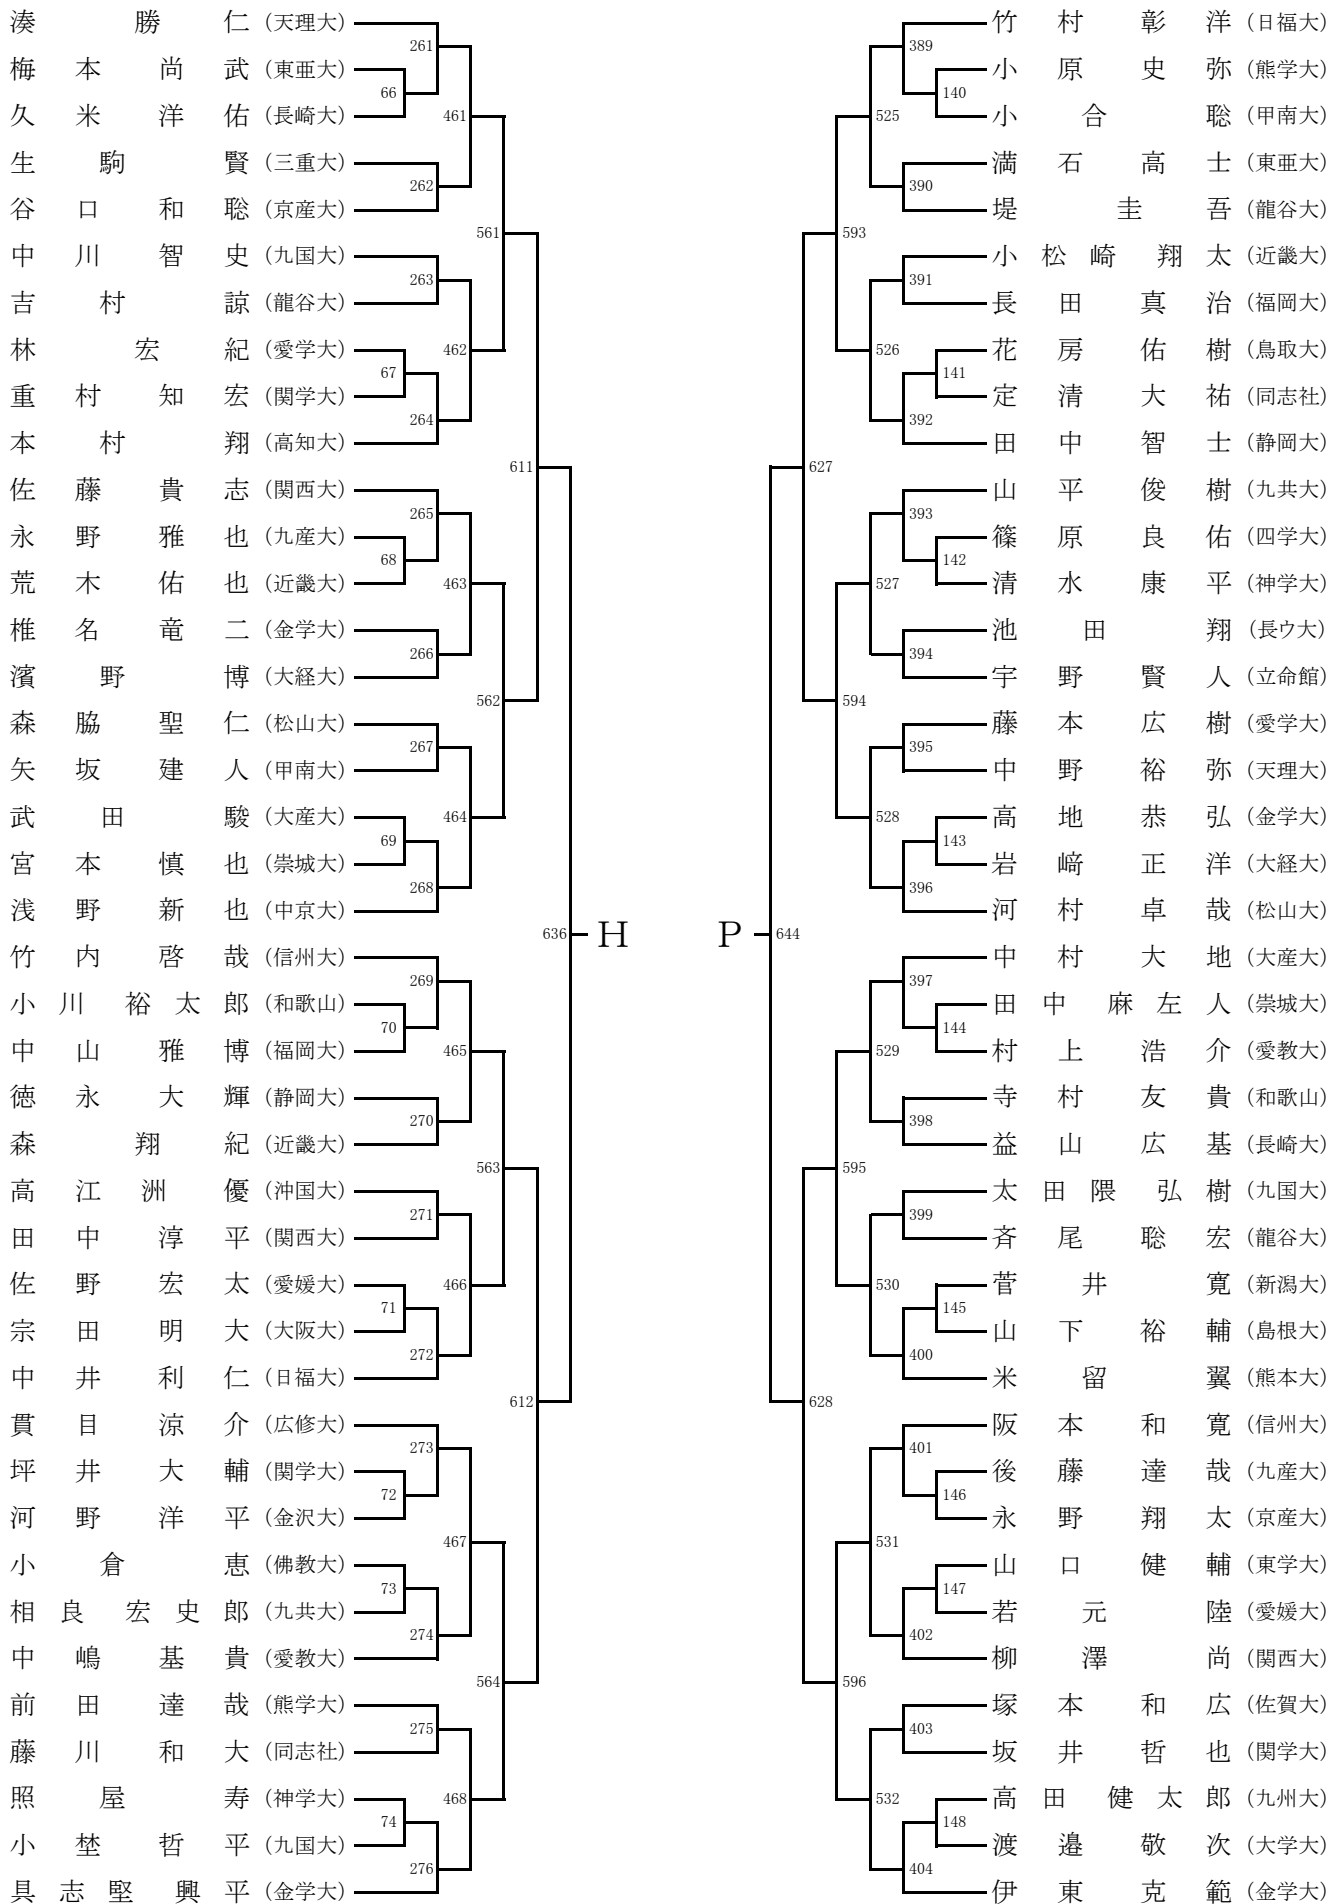 湊勝仁（天理大）
261
梅本尚武（東亜大）
66
久米洋佑（長崎大）
461
生駒賢（三重大）
262
谷口和聡（京産大）
561
中川智史（九国大）
263
吉村諒（龍谷大）
林宏紀（愛学大）
462
67
重村知宏（関学大）
264
本村翔（高知大）
611
佐藤貴志（関西大）
265
永野雅也（九産大）
68
荒木佑也（近畿大）
463
椎名竜二（金学大）
266
濱野博（大経大）
562
森脇聖仁（松山大）
267
矢坂建人（甲南大）
武田駿（大産大）
464
69
宮本慎也（崇城大）
268
浅野新也（中京大）
636 H
竹内啓哉（信州大）
269
小川裕太郎（和歌山）
70
中山雅博（福岡大）
465
徳永大輝（静岡大）
270
森翔紀（近畿大）
563
高江洲優（沖国大）
271
田中淳平（関西大）
佐野宏太（愛媛大）
466
71
宗田明大（大阪大）
272
中井利仁（日福大）
612
貫目涼介（広修大）
273
坪井大輔（関学大）
72
河野洋平（金沢大）
467
小倉恵（佛教大）
73
相良宏史郎（九共大）
274
中嶋基貴（愛教大）
564
前田達哉（熊学大）
275
藤川和大（同志社）
照屋寿（神学大）
468
74
小埜哲平（九国大）
276
具志堅興平（金学大）
竹村彰洋（日福大）
389
小原史弥（熊学大）
140
小合聡（甲南大）
525
満石高士（東亜大）
390
堤圭吾（龍谷大）
593
小松崎翔太（近畿大）
391
長田真治（福岡大）
花房佑樹（鳥取大）
526
141
定清大祐（同志社）
392
田中智士（静岡大）
627
山平俊樹（九共大）
393
篠原良佑（四学大）
142
清水康平（神学大）
527
池田翔（長ウ大）
394
宇野賢人（立命館）
594
藤本広樹（愛学大）
395
中野裕弥（天理大）
高地恭弘（金学大）
528
143
岩﨑正洋（大経大）
396
河村卓哉（松山大）
P 644
中村大地（大産大）
397
田中麻左人（崇城大）
144
村上浩介（愛教大）
529
寺村友貴（和歌山）
398
益山広基（長崎大）
595
太田隈弘樹（九国大）
399
斉尾聡宏（龍谷大）
菅井寛（新潟大）
530
145
山下裕輔（島根大）
400
米留翼（熊本大）
628
阪本和寛（信州大）
401
後藤達哉（九産大）
146
永野翔太（京産大）
531
山口健輔（東学大）
147
若元陸（愛媛大）
402
柳澤尚（関西大）
596
塚本和広（佐賀大）
403
坂井哲也（関学大）
高田健太郎（九州大）
532
148
渡邉敬次（大学大）
404
伊東克範（金学大）